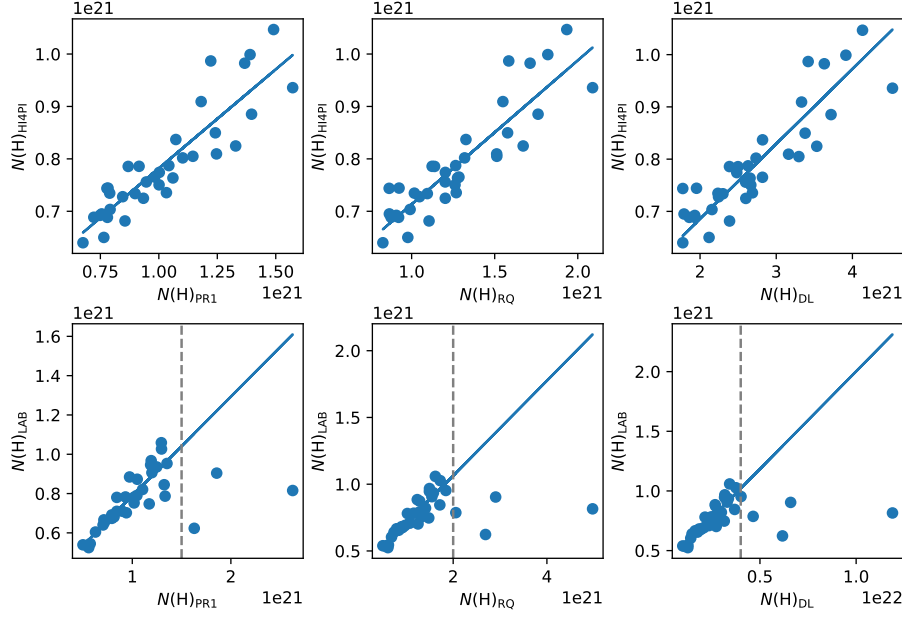 1e21 1e21 1e21
N(H)HI4PI N(H)HI4PI N(H)HI4PI
1.0 1.0 1.0
0.9 0.9 0.9
0.8 0.8 0.8
0.7 0.7 0.7
0.75 1.00 1.25 1.50 1.0 1.5 2.0 2 3 4
N(H)PR1 1e21 N(H)RQ 1e21 N(H)DL 1e21
1e21 1e21 1e21
N(H)LAB N(H)LAB N(H)LAB
1.6 2.0 2.0
1.4 1.5 1.5
1.2 1.0 1.0
1.0 0.5 0.5
0.8
0.6
1 2 2 4 0.5 1.0
N(H)PR1 1e21 N(H)RQ 1e21 N(H)DL 1e22